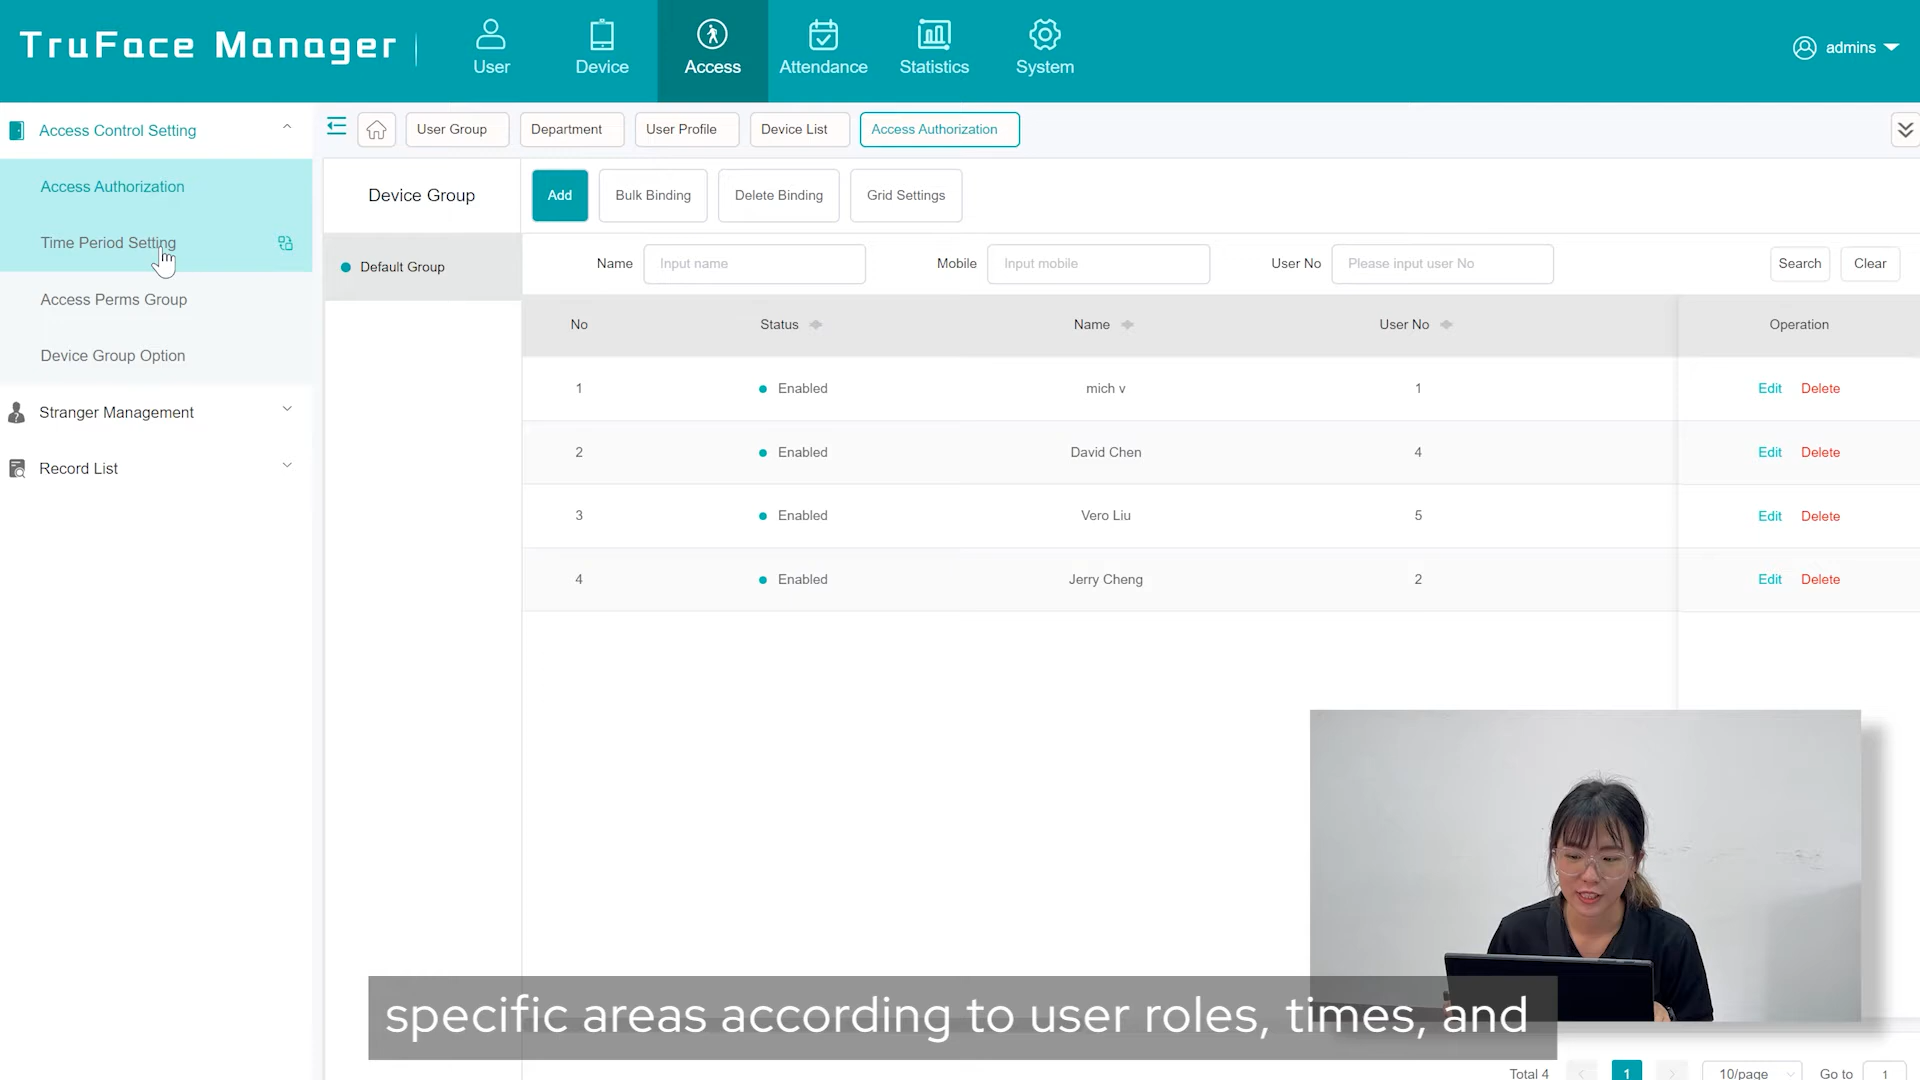 TruFace Manager
User
Device
Access
Attendance
Statistics
System
admins
Access Control Setting
Access Authorization
Time Period Setting
Access Perms Group
Device Group Option
Stranger Management
Record List
User Group
Department
User Profile
Device List
Access Authorization
Device Group
Default Group
Add
Bulk Binding
Delete Binding
Grid Settings
Name Input name Mobile Input mobile User No Please input user No Search Clear
No Status Name User No Operation
1 Enabled mich v 1 Edit Delete
2 Enabled David Chen 4 Edit Delete
3 Enabled Vero Liu 5 Edit Delete
4 Enabled Jerry Cheng 2 Edit Delete
specific areas according to user roles, times, and
Total 4 1 10/page Go to 1